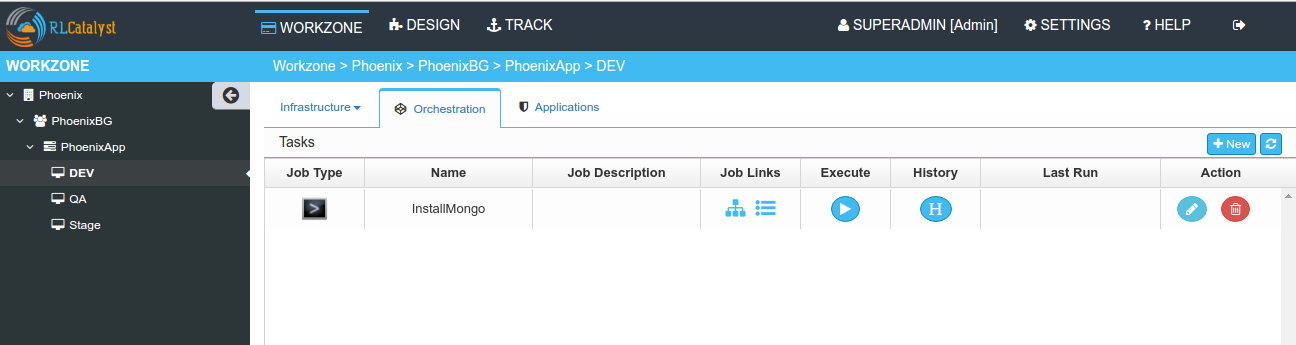 RLCatalyst
WORKZONE DESIGN TRACK SUPERADMIN [Admin] SETTINGS ? HELP
WORKZONE
Workzone > Phoenix > PhoenixBG > PhoenixApp > DEV
Phoenix
PhoenixBG
PhoenixApp
DEV
QA
Stage
Infrastructure Orchestration Applications
Tasks
+ New
Job Type Name Job Description Job Links Execute History Last Run Action
InstallMongo H